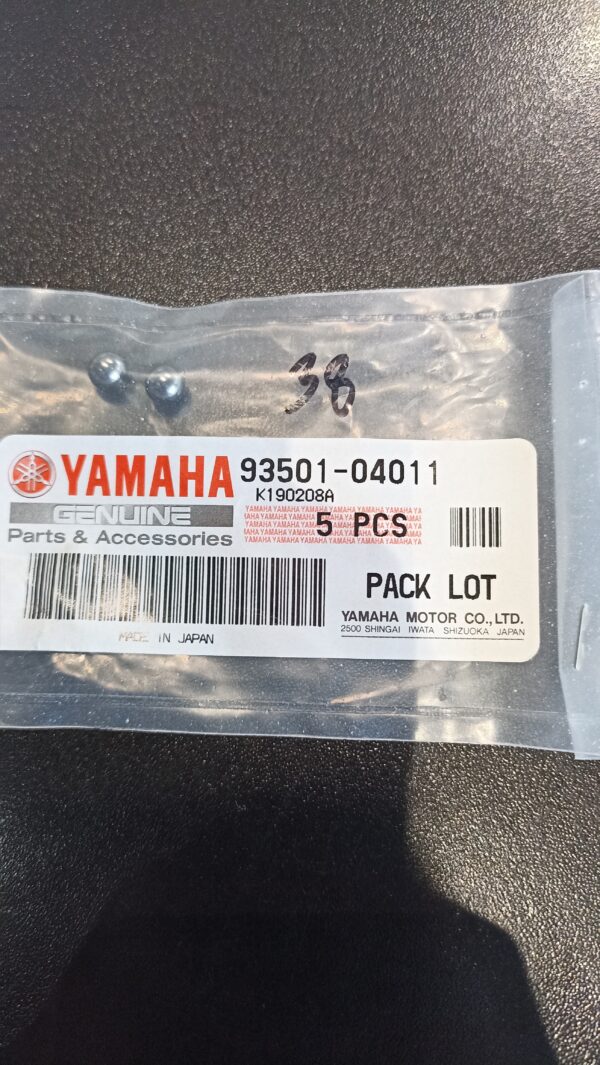 38
YAMAHA 93501-04011
K190208A
GENUINE
5 PCS
Parts & Accessories
PACK LOT
YAMAHA MOTOR CO.,LTD.
2500 SHINGAI IWATA SHIZUOKA JAPAN
MADE IN JAPAN